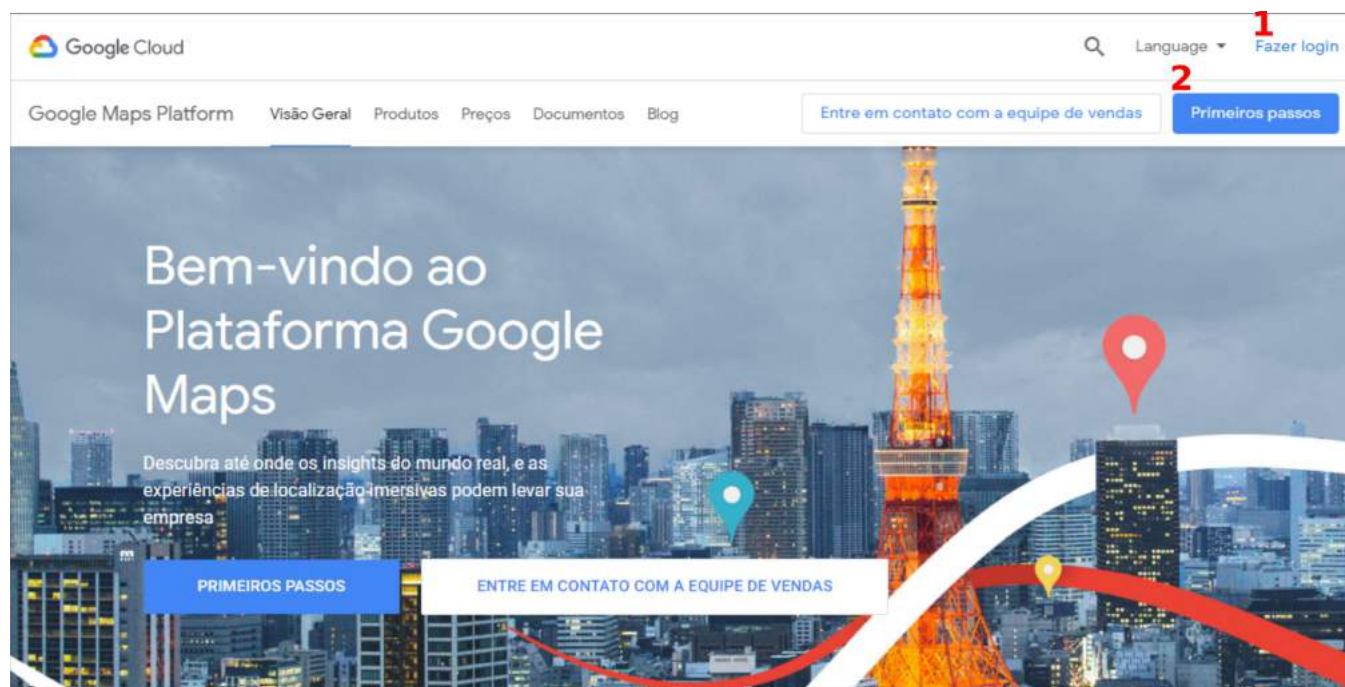 1
Google Cloud Language Fazer login
2
Google Maps Platform Visão Geral Produtos Preços Documentos Blog Entre em contato com a equipe de vendas Primeiros passos
Bem-vindo ao
Plataforma Google
Maps
Descubra até onde os insights do mundo real, e as
experiências de localização imersivas podem levar sua
empresa
PRIMEIROS PASSOS ENTRE EM CONTATO COM A EQUIPE DE VENDAS